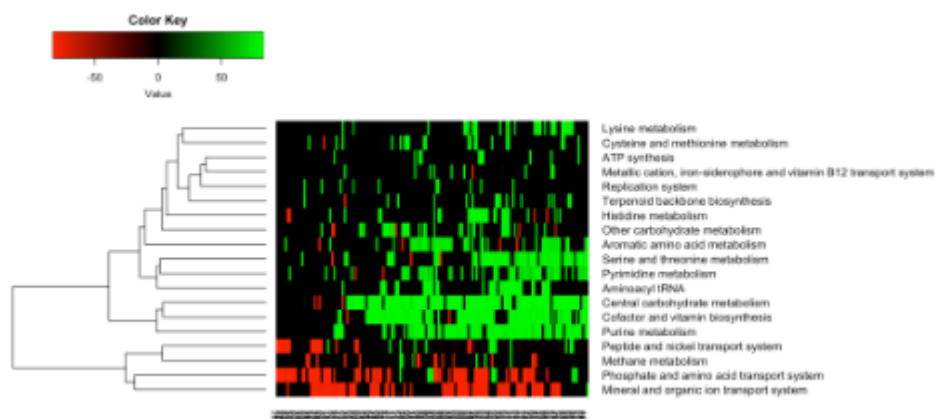 Color Key
-50 0 50
Value
Lysine metabolism
Cysteine and methionine metabolism
ATP synthesis
Metallic cation, iron-siderophore and vitamin B12 transport system
Replication system
Terpenoid backbone biosynthesis
Histidine metabolism
Other carbohydrate metabolism
Aromatic amino acid metabolism
Serine and threonine metabolism
Pyrimidine metabolism
Aminoacyl tRNA
Central carbohydrate metabolism
Cofactor and vitamin biosynthesis
Purine metabolism
Peptide and nickel transport system
Methane metabolism
Phosphate and amino acid transport system
Mineral and organic ion transport system